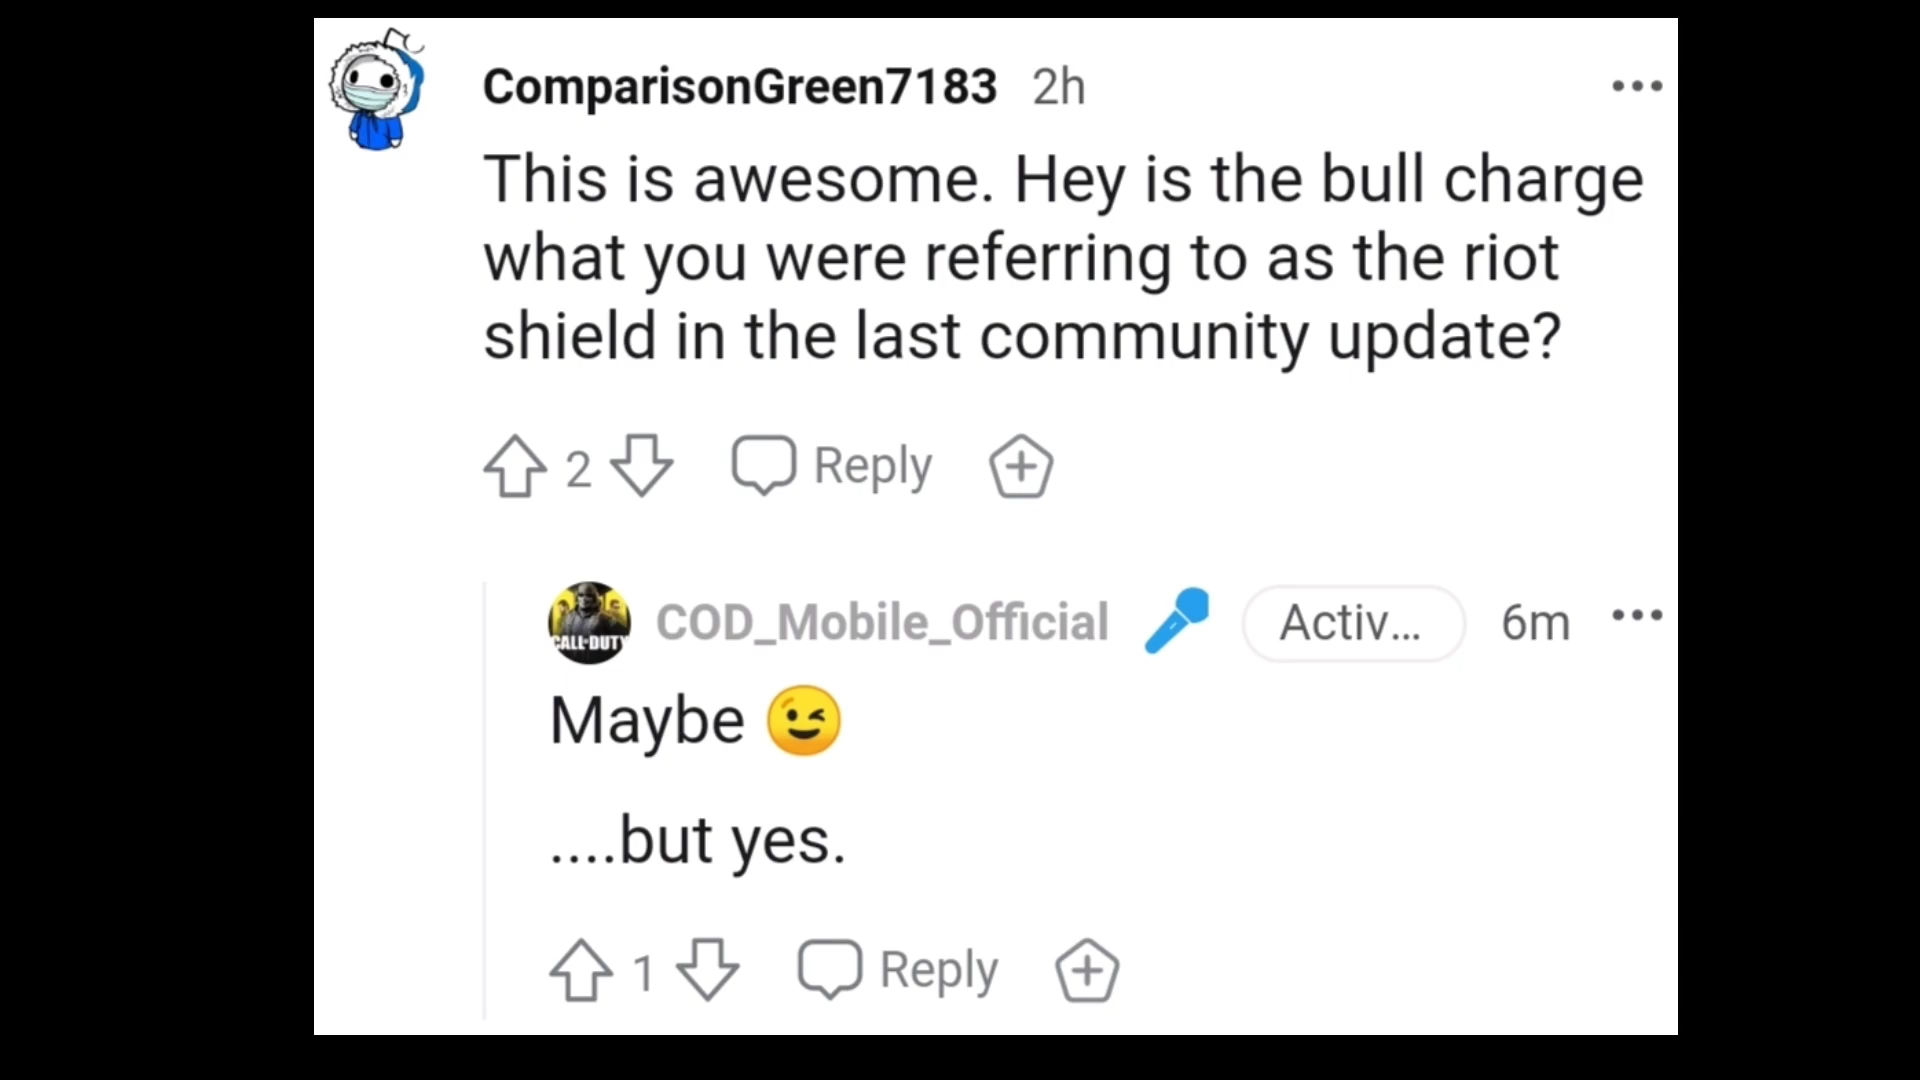 ComparisonGreen7183 2h
This is awesome. Hey is the bull charge
what you were referring to as the riot
shield in the last community update?
2 Reply
CALL·DUTY
COD_Mobile_Official Activ... 6m
Maybe 😉
....but yes.
1 Reply